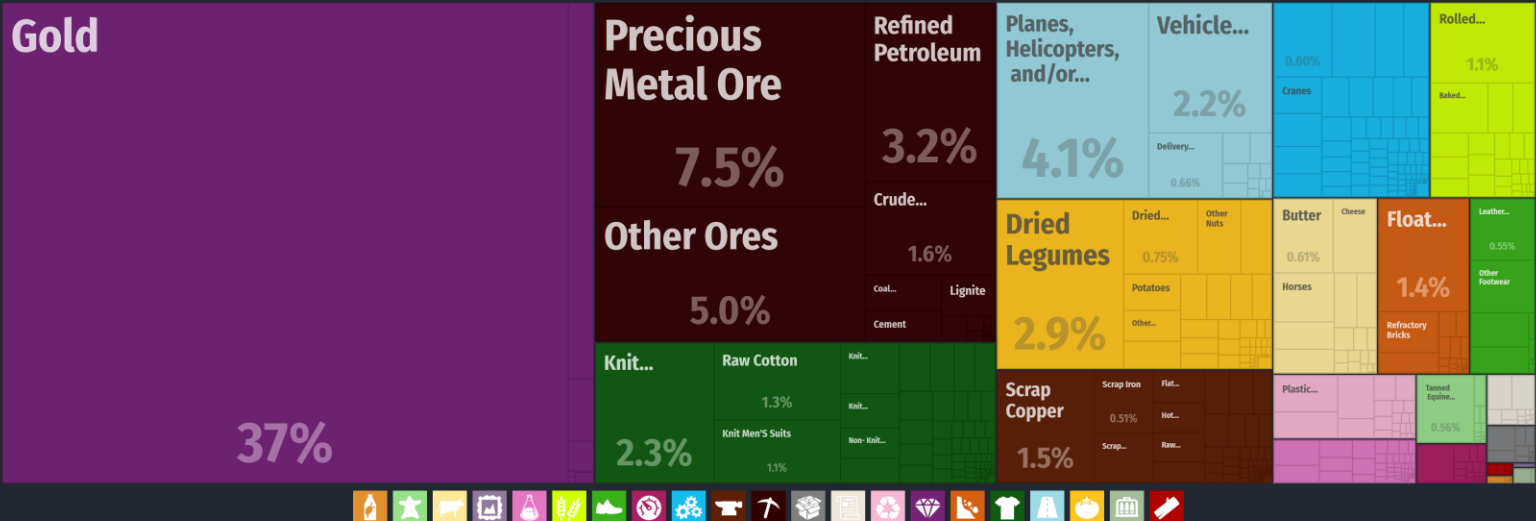 Gold
37%
Precious
Metal Ore
7.5%
Other Ores
5.0%
Refined
Petroleum
3.2%
Crude...
1.6%
Coal...
Lignite
Cement
Knit...
2.3%
Raw Cotton
1.3%
Knit Men'S Suits
1.1%
Knit...
Knit...
Non- Knit...
Planes,
Helicopters,
and/or...
4.1%
Vehicle...
2.2%
Delivery...
0.66%
Dried
Legumes
2.9%
Dried...
0.75%
Other
Nuts
Potatoes
Other...
Scrap
Copper
1.5%
Scrap Iron
0.51%
Scrap...
Flat...
Hot...
Raw...
0.60%
Cranes
Rolled...
1.1%
Baked...
Butter
0.61%
Cheese
Horses
Float...
1.4%
Refractory
Bricks
Leather...
0.55%
Other
Footwear
Plastic...
Tanned
Equine...
0.56%